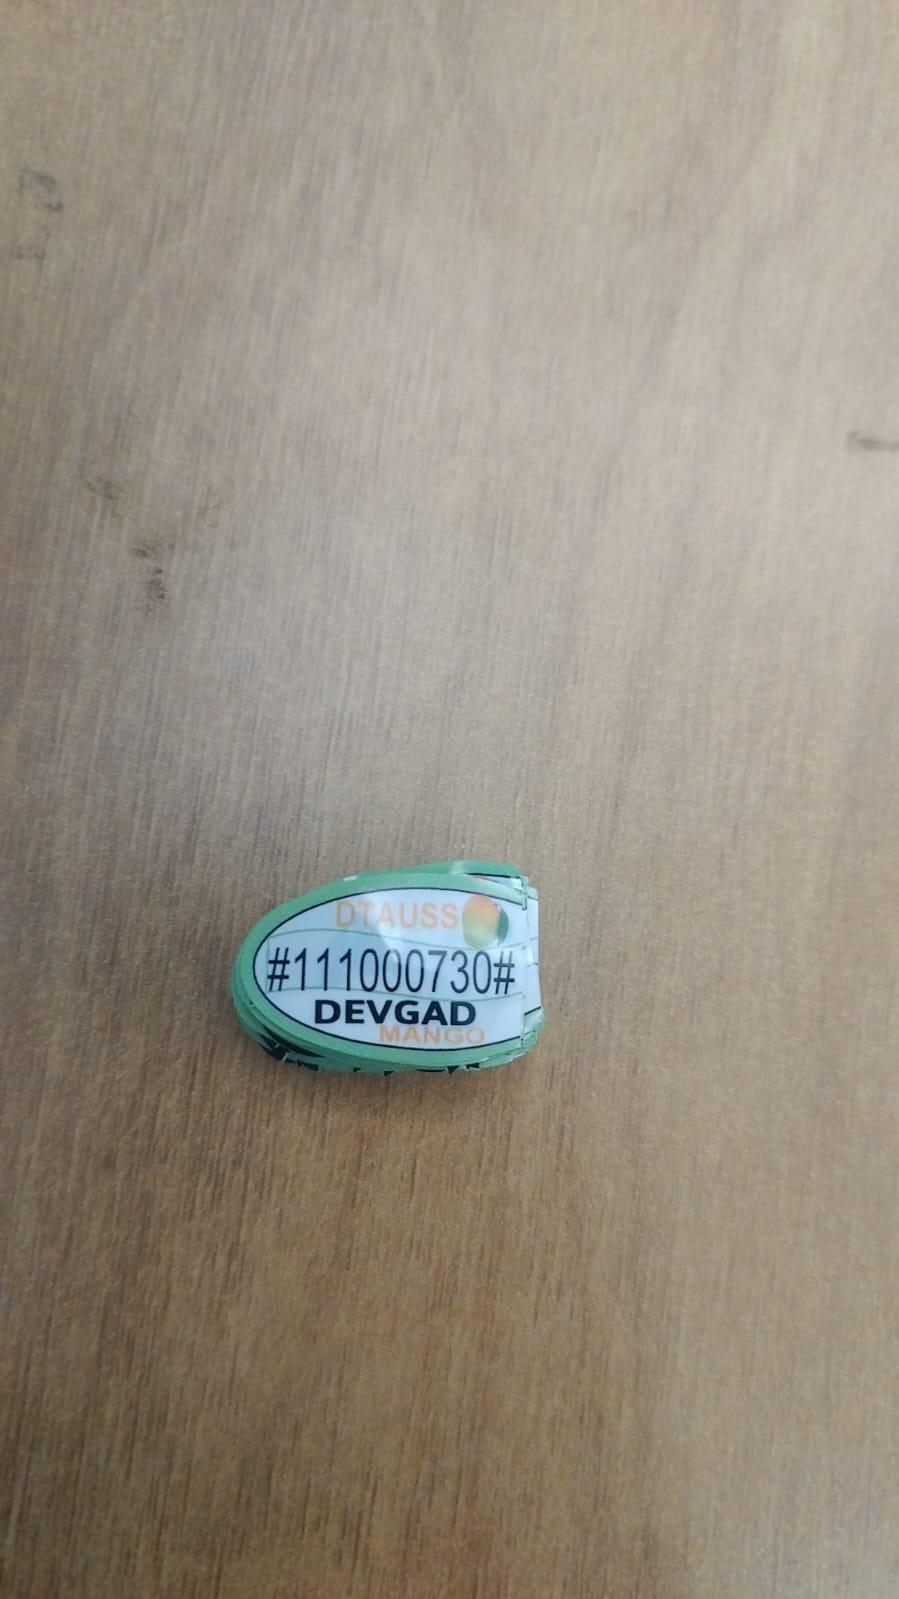 DTAUSS
#111000730#
DEVGAD
MANGO